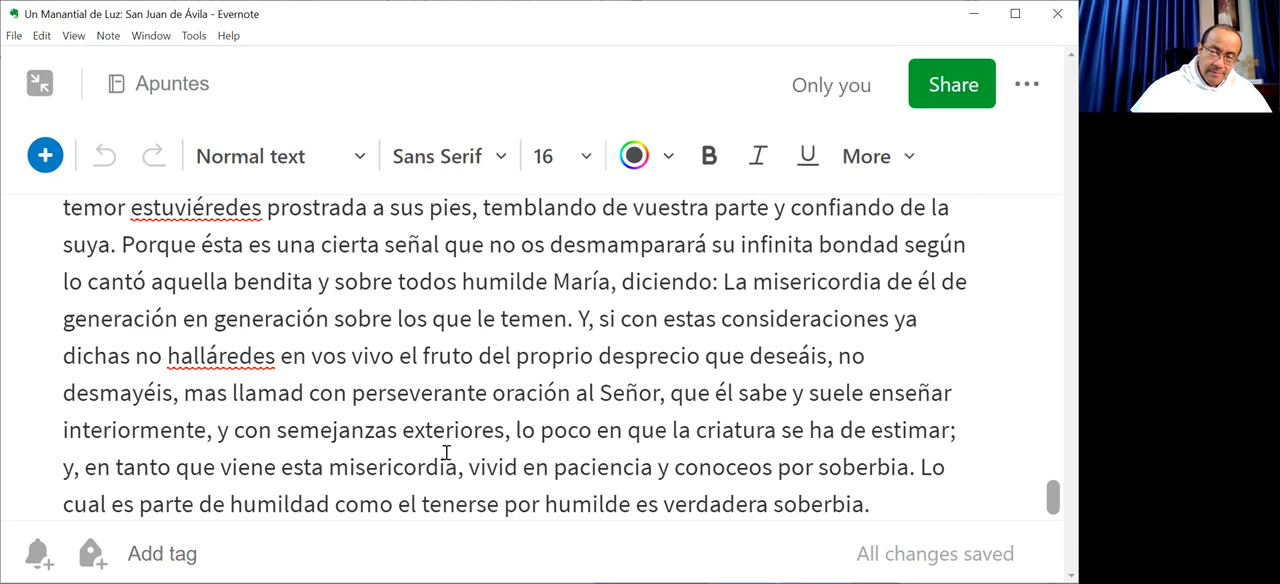 Un Manantial de Luz: San Juan de Ávila - Evernote
File Edit View Note Window Tools Help
Apuntes
Only you
Share
Normal text
Sans Serif
16
B I U
More
temor estuviéredes prostrada a sus pies, temblando de vuestra parte y confiando de la
suya. Porque ésta es una cierta señal que no os desmamparará su infinita bondad según
lo cantó aquella bendita y sobre todos humilde María, diciendo: La misericordia de él de
generación en generación sobre los que le temen. Y, si con estas consideraciones ya
dichas no halláredes en vos vivo el fruto del proprio desprecio que deseáis, no
desmayéis, mas llamad con perseverante oración al Señor, que él sabe y suele enseñar
interiormente, y con semejanzas exteriores, lo poco en que la criatura se ha de estimar;
y, en tanto que viene esta misericordia, vivid en paciencia y conoceos por soberbia. Lo
cual es parte de humildad como el tenerse por humilde es verdadera soberbia.
Add tag
All changes saved